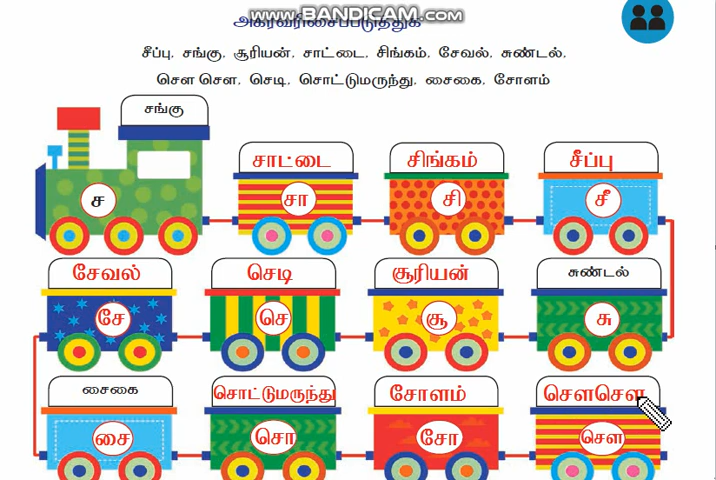 www.BANDICAM.com
அகரவரிசைப்படுத்துக
சீப்பு, சங்கு, சூரியன், சாட்டை, சிங்கம், சேவல், சுண்டல்,
சௌ சௌ, செடி, சொட்டுமருந்து, சைகை, சோளம்
சங்கு
சாட்டை சிங்கம் சீப்பு
ச சா சி சீ
சேவல் செடி சூரியன் சுண்டல்
சே செ சூ சு
சைகை சொட்டுமருந்து சோளம் சௌசௌ
சை சொ சோ சௌ